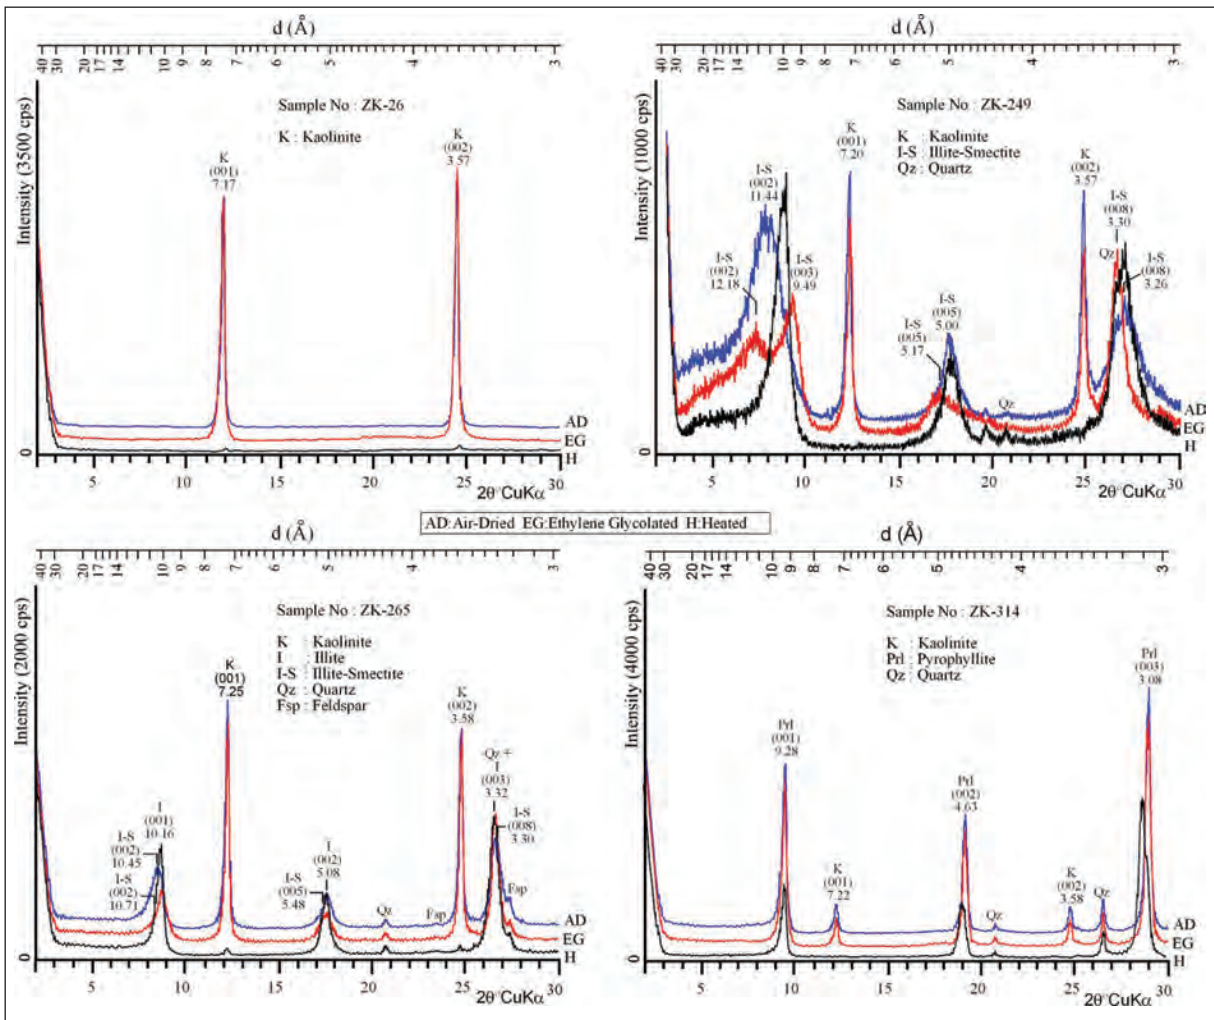 d (Å)
40 30 20 17 14 10 9 8 7 6 5 4 3
Intensity (3500 cps)
Sample No : ZK-26
K : Kaolinite
K
(001)
7.17
K
(002)
3.57
AD
EG
H
0
5 10 15 20 25 30
2θ°CuKα
d (Å)
40 30 20 17 14 10 9 8 7 6 5 4 3
Intensity (1000 cps)
Sample No : ZK-249
K : Kaolinite
I-S : Illite-Smectite
Qz : Quartz
I-S
(002)
12.18
I-S
(002)
11.44
I-S
(003)
9.49
K
(001)
7.20
I-S
(005)
5.17
I-S
(005)
5.00
Qz
K
(002)
3.57
I-S
(008)
3.30
Qz
I-S
(008)
3.26
AD
EG
H
0
5 10 15 20 25 30
2θ°CuKα
AD:Air-Dried EG:Ethylene Glycolated H:Heated
d (Å)
40 30 20 17 14 10 9 8 7 6 5 4 3
Intensity (2000 cps)
Sample No : ZK-265
K : Kaolinite
I : Illite
I-S : Illite-Smectite
Qz : Quartz
Fsp : Feldspar
I-S
(002)
10.45
I-S
(002)
10.71
I
(001)
10.16
K
(001)
7.25
I-S
(005)
5.48
I
(002)
5.08
Qz
Fsp
K
(002)
3.58
Qz+
I
(003)
3.32
I-S
(008)
3.30
Fsp
AD
EG
H
0
5 10 15 20 25 30
2θ°CuKα
d (Å)
40 30 20 17 14 10 9 8 7 6 5 4 3
Intensity (4000 cps)
Sample No : ZK-314
K : Kaolinite
Prl : Pyrophyllite
Qz : Quartz
Prl
(001)
9.28
K
(001)
7.22
Prl
(002)
4.63
Qz
K
(002)
3.58
Qz
Prl
(003)
3.08
AD
EG
H
0
5 10 15 20 25 30
2θ°CuKα